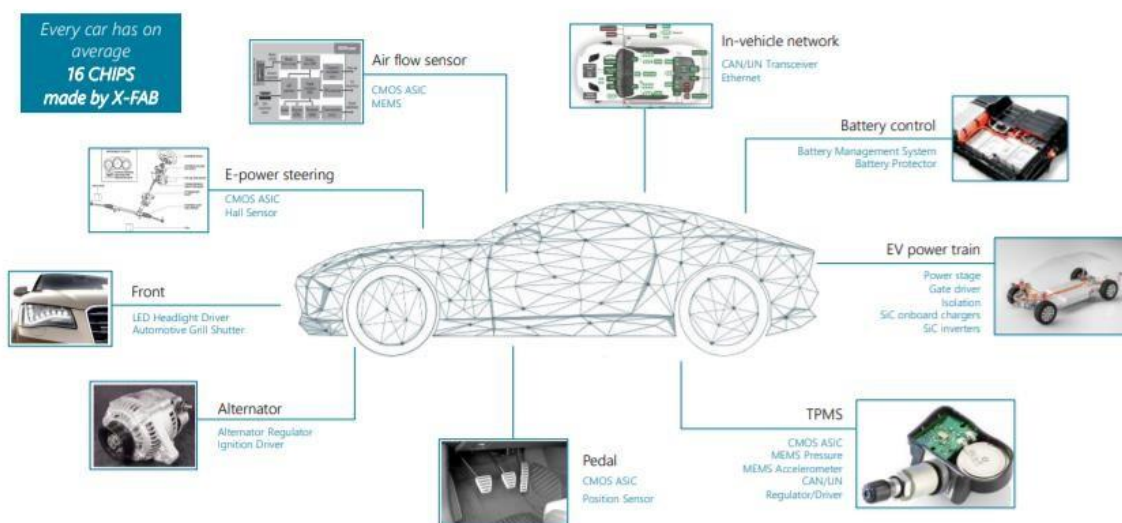 Every car has on
average
16 CHIPS
made by X-FAB
Air flow sensor
CMOS ASIC
MEMS
In-vehicle network
CAN/LIN Transceiver
Ethernet
Battery control
Battery Management System
Battery Protector
E-power steering
CMOS ASIC
Hall Sensor
EV power train
Power stage
Gate driver
Isolation
SiC onboard chargers
SiC inverters
Front
LED Headlight Driver
Automotive Grill Shutter
Alternator
Alternator Regulator
Ignition Driver
Pedal
CMOS ASIC
Position Sensor
TPMS
CMOS ASIC
MEMS Pressure
MEMS Accelerometer
CAN/LIN
Regulator/Driver